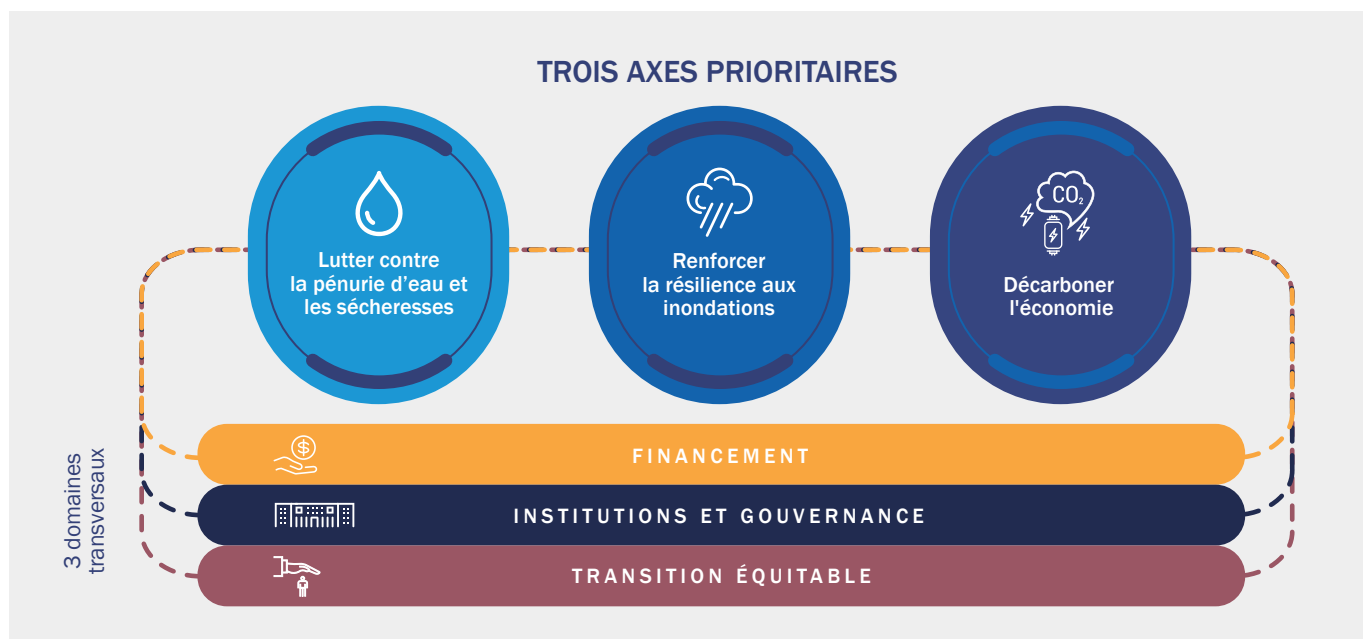 TROIS AXES PRIORITAIRES
Lutter contre
la pénurie d'eau et
les sécheresses
Renforcer
la résilience aux
inondations
CO₂
Décarboner
l'économie
3 domaines
transversaux
$
FINANCEMENT
INSTITUTIONS ET GOUVERNANCE
TRANSITION ÉQUITABLE